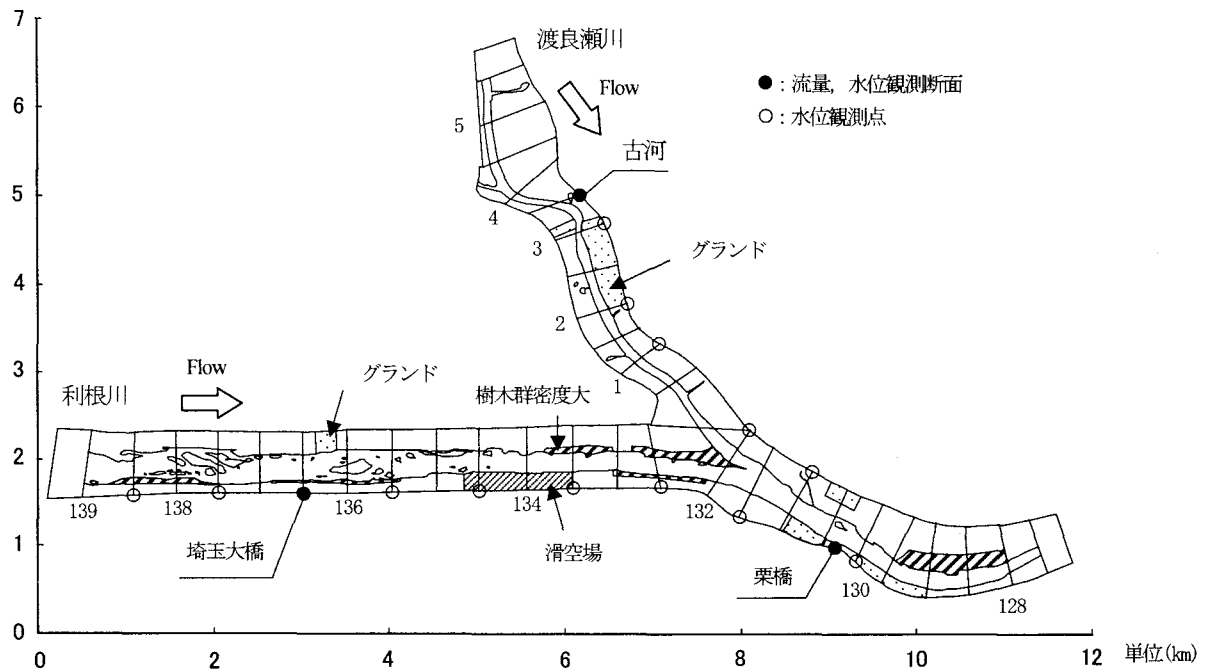 7
渡良瀬川
Flow
●：流量，水位観測断面
○：水位観測点
6
5
古河
5
4
3
グランド
4
2
3
1
Flow
グランド
樹木群密度大
利根川
2
139
138
136
134
132
埼玉大橋
滑空場
1
栗橋
130
128
0
0
2
4
6
8
10
12
単位(km)